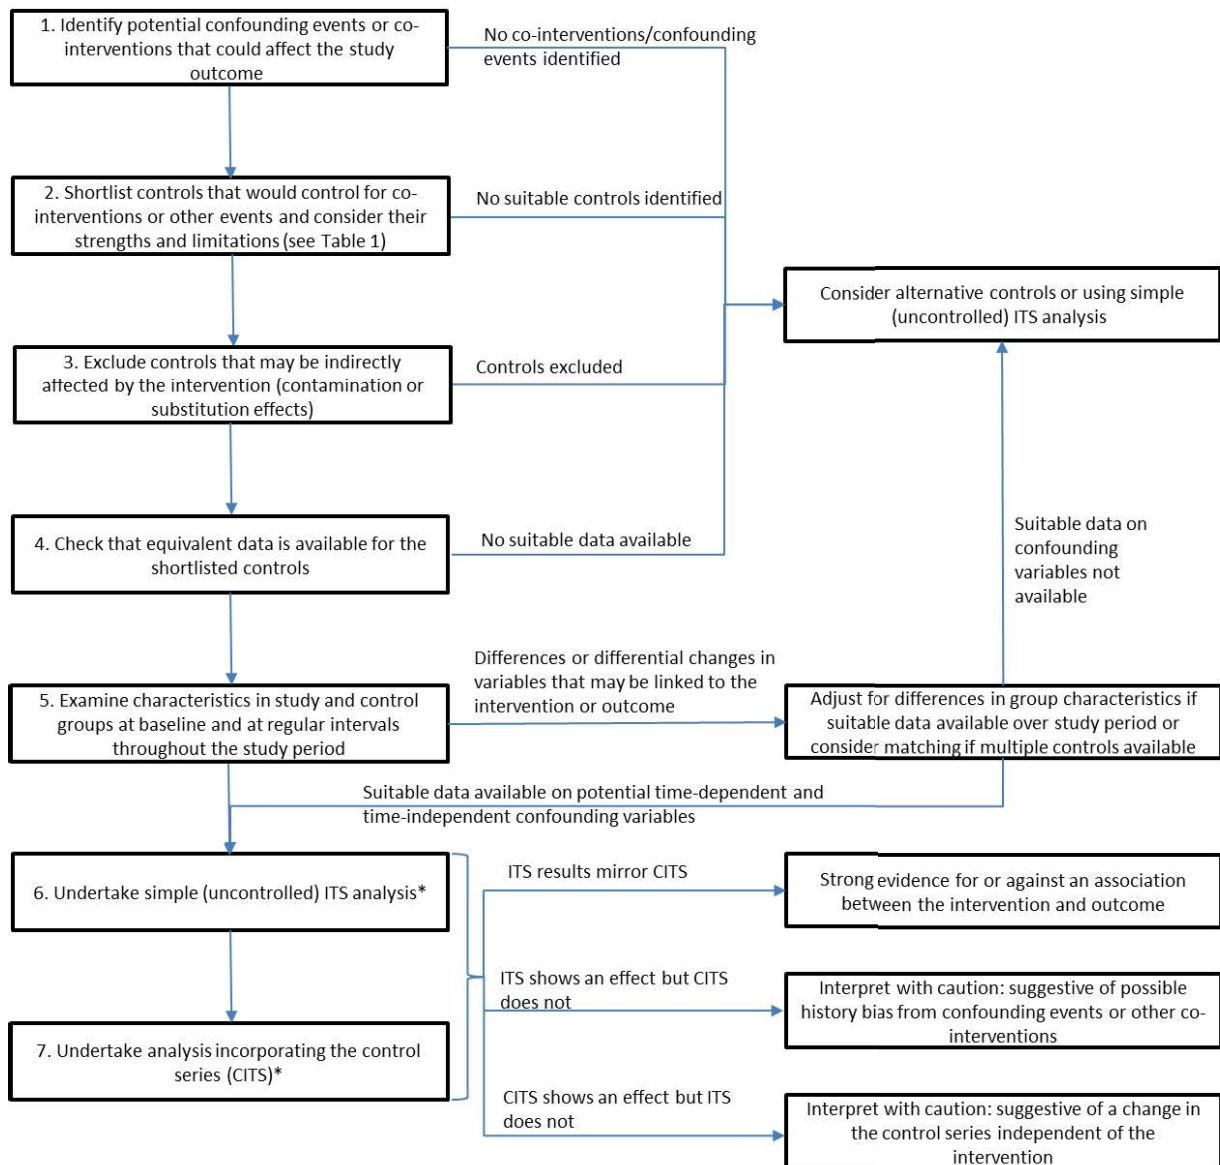 1. Identify potential confounding events or co-
interventions that could affect the study
outcome
No co-interventions/confounding
events identified
2. Shortlist controls that would control for co-
interventions or other events and consider their
strengths and limitations (see Table 1)
No suitable controls identified
Consider alternative controls or using simple
(uncontrolled) ITS analysis
3. Exclude controls that may be indirectly
affected by the intervention (contamination or
substitution effects)
Controls excluded
4. Check that equivalent data is available for the
shortlisted controls
No suitable data available
Suitable data on
confounding
variables not
available
5. Examine characteristics in study and control
groups at baseline and at regular intervals
throughout the study period
Differences or differential changes in
variables that may be linked to the
intervention or outcome
Adjust for differences in group characteristics if
suitable data available over study period or
consider matching if multiple controls available
Suitable data available on potential time-dependent and
time-independent confounding variables
6. Undertake simple (uncontrolled) ITS analysis*
ITS results mirror CITS
Strong evidence for or against an association
between the intervention and outcome
ITS shows an effect but CITS
does not
Interpret with caution: suggestive of possible
history bias from confounding events or other co-
interventions
7. Undertake analysis incorporating the control
series (CITS)*
CITS shows an effect but ITS
does not
Interpret with caution: suggestive of a change in
the control series independent of the
intervention